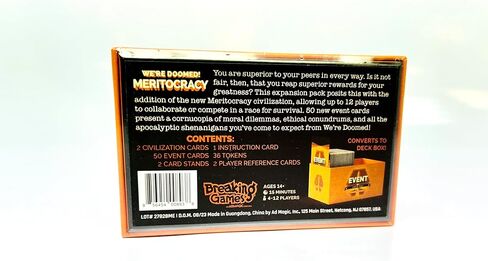 WE'RE DOOMED!
MERITOCRACY
You are superior to your peers in every way. Is it not
fair, then, that you reap superior rewards for your
greatness? This expansion pack posits this with the
addition of the new Meritocracy civilization, allowing up to 12 players
to collaborate or compete in a race for survival. 50 new event cards
present a cornucopia of moral dilemmas, ethical conundrums, and all the
apocalyptic shenanigans you've come to expect from We're Doomed!
CONTENTS:
2 CIVILIZATION CARDS 1 INSTRUCTION CARD
50 EVENT CARDS 36 TOKENS
2 CARD STANDS 2 PLAYER REFERENCE CARDS
CONVERTS TO
DECK BOX!
EVENT
EVENT
Breaking
Games
AGES 14+
15 MINUTES
4-12 PLAYERS
LOT# 27828ME | D.O.M. 08/23 Made in Guangdong, China by Ad Magic, Inc. 125 Main Street, Netcong, NJ 07857, USA